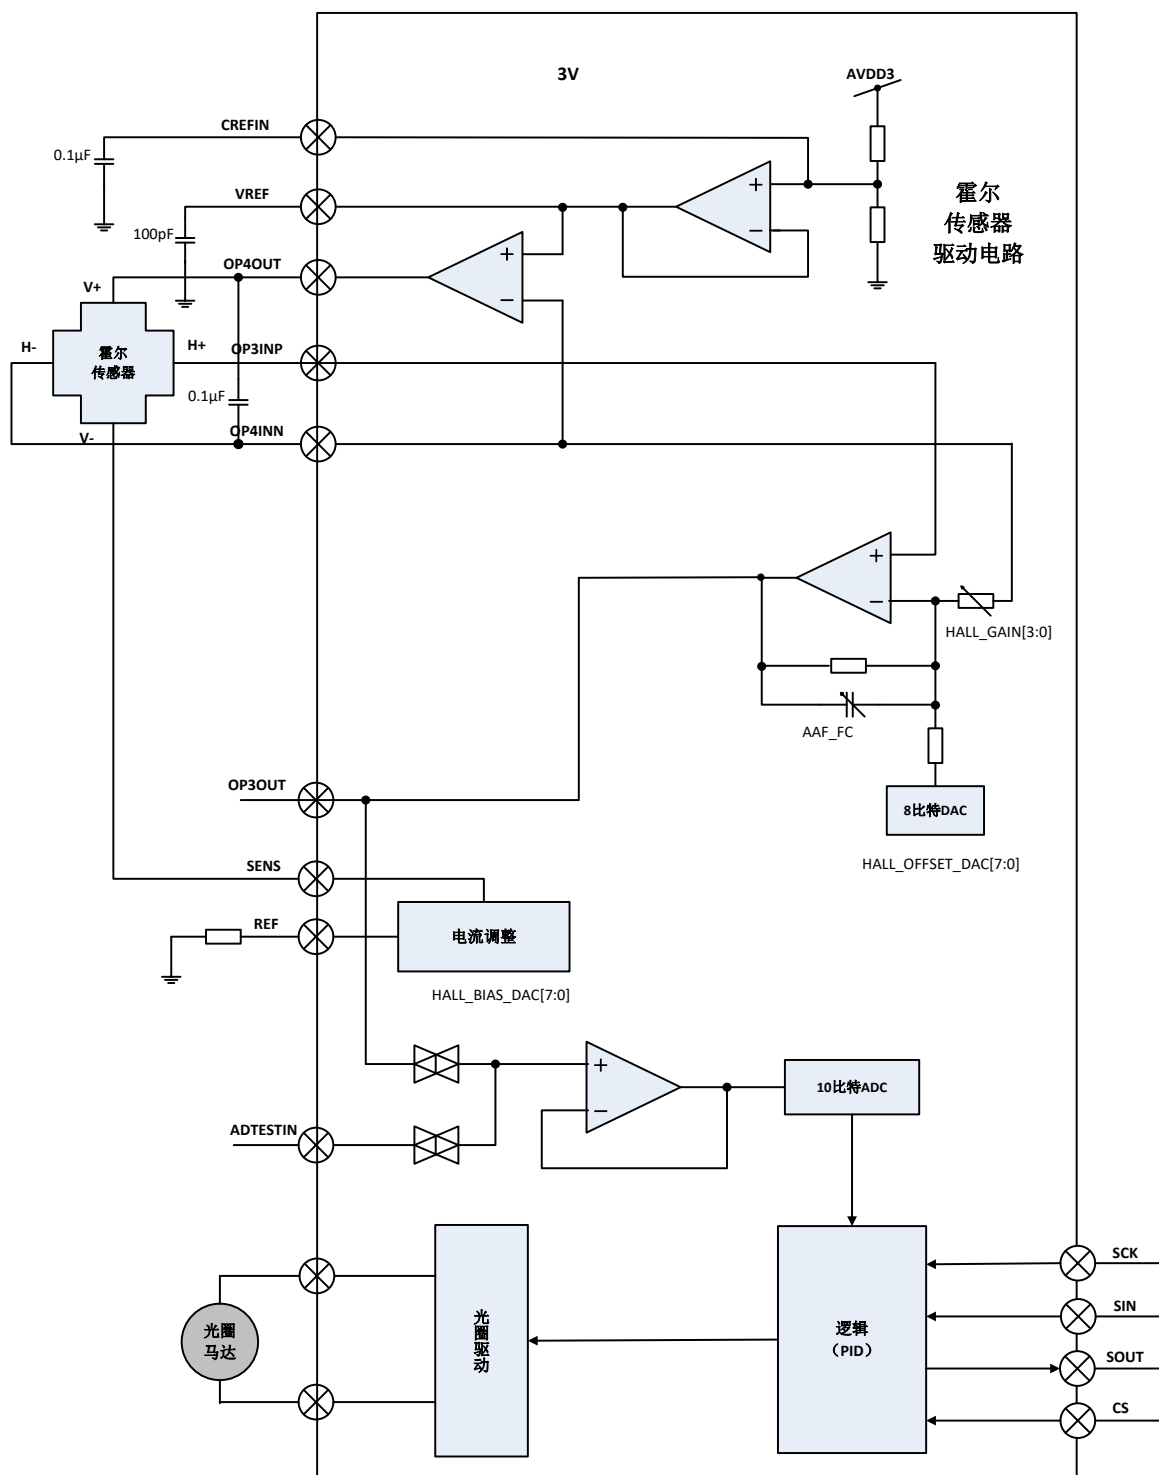 3V
AVDD3
CREFIN
0.1μF
VREF
霍尔
传感器
驱动电路
100pF
OP4OUT
V+
H-
霍尔
传感器
H+
OP3INP
0.1μF
V-
OP4INN
+
−
+
−
+
−
HALL_GAIN[3:0]
AAF_FC
OP3OUT
8比特DAC
HALL_OFFSET_DAC[7:0]
SENS
REF
电流调整
HALL_BIAS_DAC[7:0]
+
−
10比特ADC
ADTESTIN
SCK
SIN
光圈
马达
光圈驱动
逻辑
（PID）
SOUT
CS